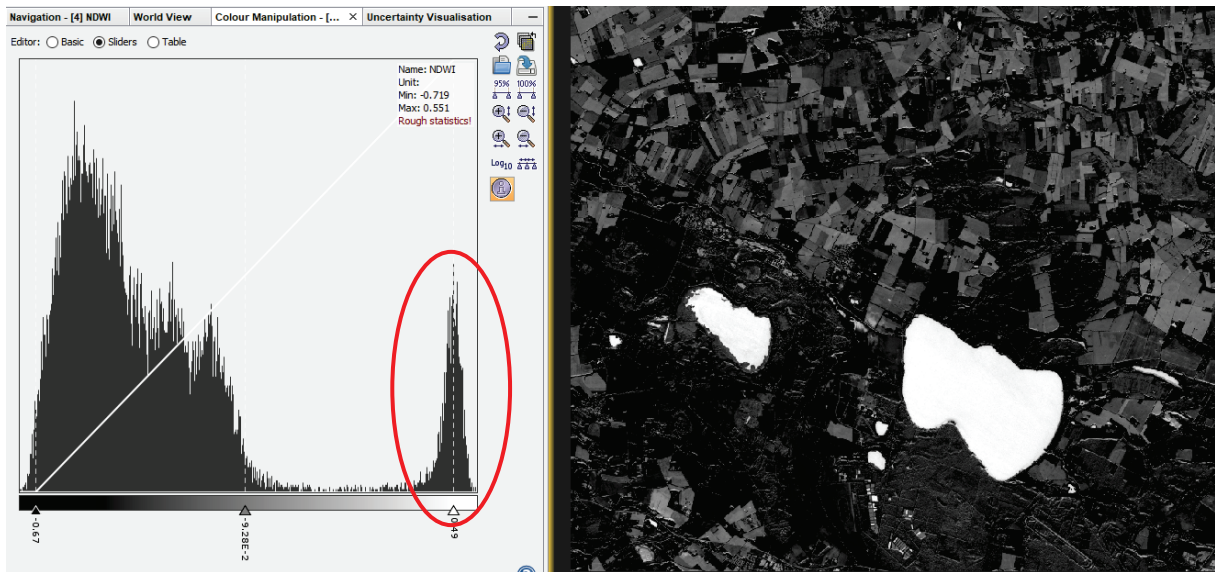 Navigation - [4] NDWI
World View
Colour Manipulation - [...
Uncertainty Visualisation
Editor: Basic Sliders Table
Name: NDWI
Unit:
Min: -0.719
Max: 0.551
Rough statistics!
95% 100%
Log10
-0.67
-9.28E-2
0.49